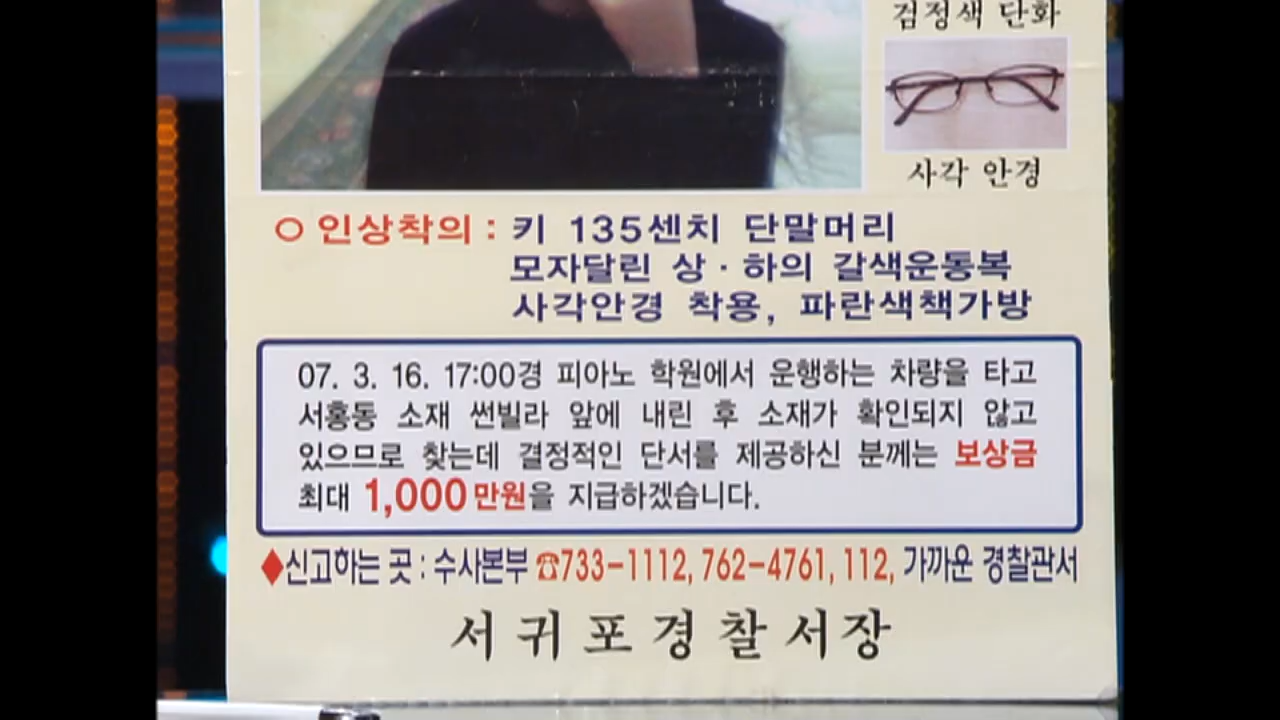 검정색 단화
사각 안경
○ 인상착의 : 키 135센치 단말머리
모자달린 상·하의 갈색운동복
사각안경 착용, 파란색책가방
07. 3. 16. 17:00경 피아노 학원에서 운행하는 차량을 타고
서홍동 소재 썬빌라 앞에 내린 후 소재가 확인되지 않고
있으므로 찾는데 결정적인 단서를 제공하신 분께는 보상금
최대 1,000만원을 지급하겠습니다.
♦신고하는 곳 : 수사본부 ☎733-1112, 762-4761, 112, 가까운 경찰관서
서귀포경찰서장